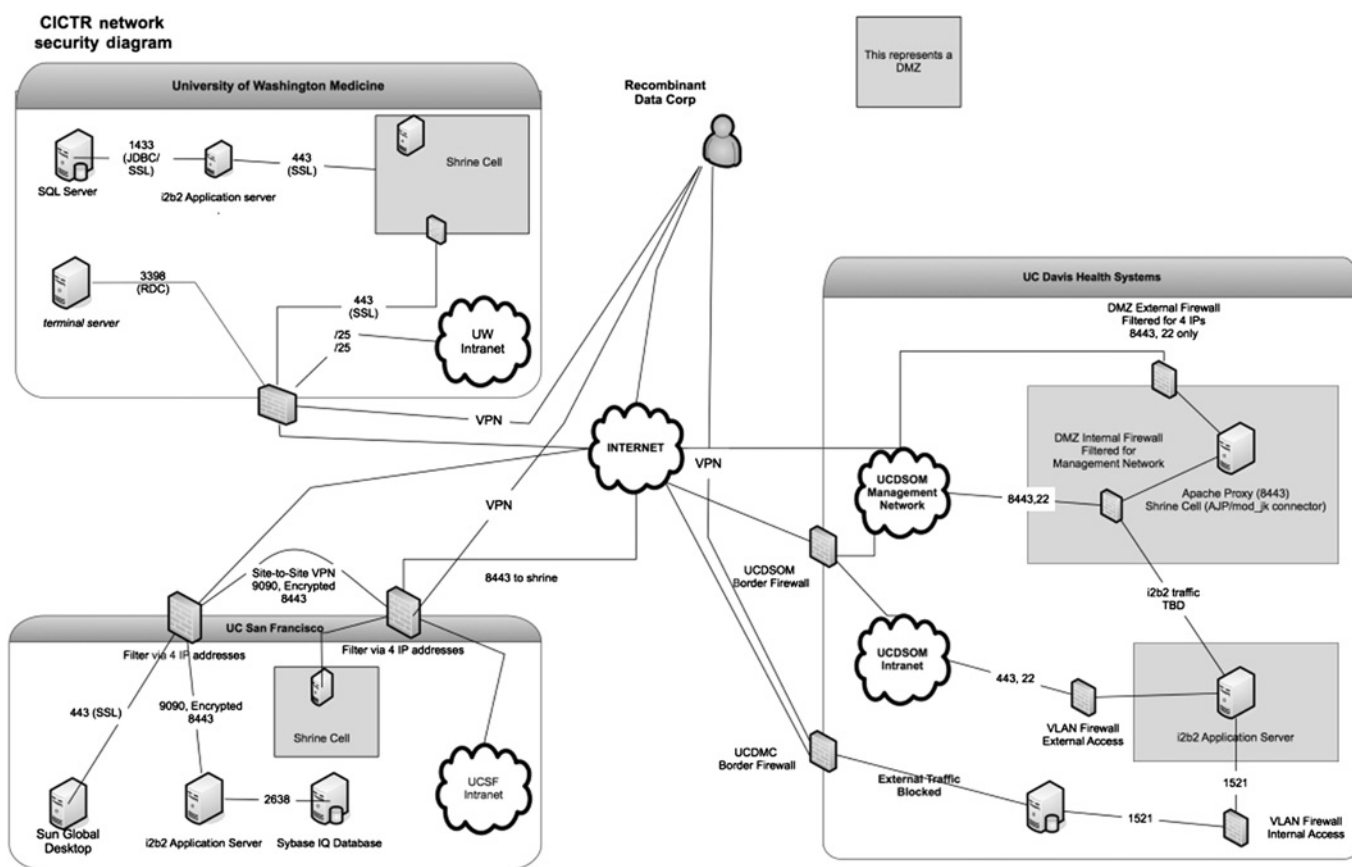 CICTR network
security diagram
This represents a
DMZ
University of Washington Medicine
1433
(JDBC/
SSL)
443
(SSL)
Shrine Cell
SQL Server
i2b2 Application server
3398
(RDC)
terminal server
443
(SSL)
/25
/25
UW
Intranet
VPN
Recombinant
Data Corp
INTERNET
VPN
VPN
8443 to shrine
Site-to-Site VPN
9090, Encrypted
8443
UC San Francisco
Filter via 4 IP addresses
Filter via 4 IP addresses
443 (SSL)
9090, Encrypted
8443
Shrine Cell
UCSF
Intranet
2638
Sun Global
Desktop
i2b2 Application Server
Sybase IQ Database
UC Davis Health Systems
DMZ External Firewall
Filtered for 4 IPs
8443, 22 only
DMZ Internal Firewall
Filtered for
Management Network
UCDSOM
Management
Network
8443,22
Apache Proxy (8443)
Shrine Cell (AJP/mod_jk connector)
UCDSOM
Border Firewall
i2b2 traffic
TBD
UCDSOM
Intranet
443, 22
VLAN Firewall
External Access
i2b2 Application Server
UCDMC
Border Firewall
External Traffic
Blocked
1521
1521
VLAN Firewall
Internal Access